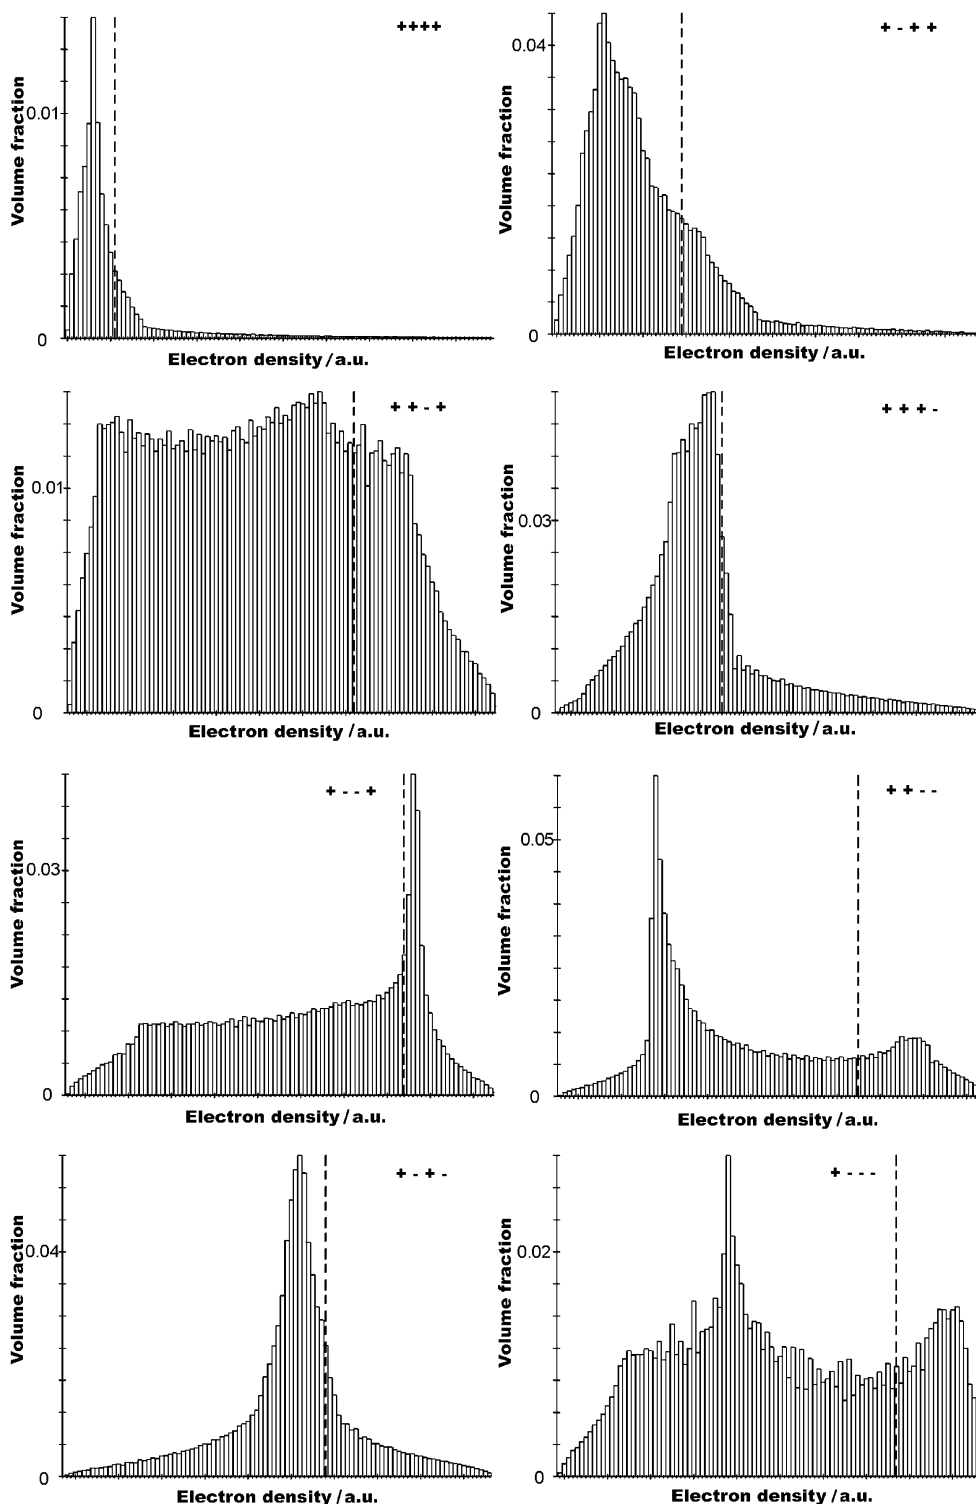 ++++
Volume fraction
0.01
0
Electron density/a.u.
+-++
Volume fraction
0.04
0
Electron density/a.u.
++-+
Volume fraction
0.01
0
Electron density/a.u.
+++-
Volume fraction
0.03
0
Electron density/a.u.
+--+
Volume fraction
0.03
0
Electron density/a.u.
++--
Volume fraction
0.05
0
Electron density/a.u.
+-+-
Volume fraction
0.04
0
Electron density/a.u.
+---
Volume fraction
0.02
0
Electron density/a.u.